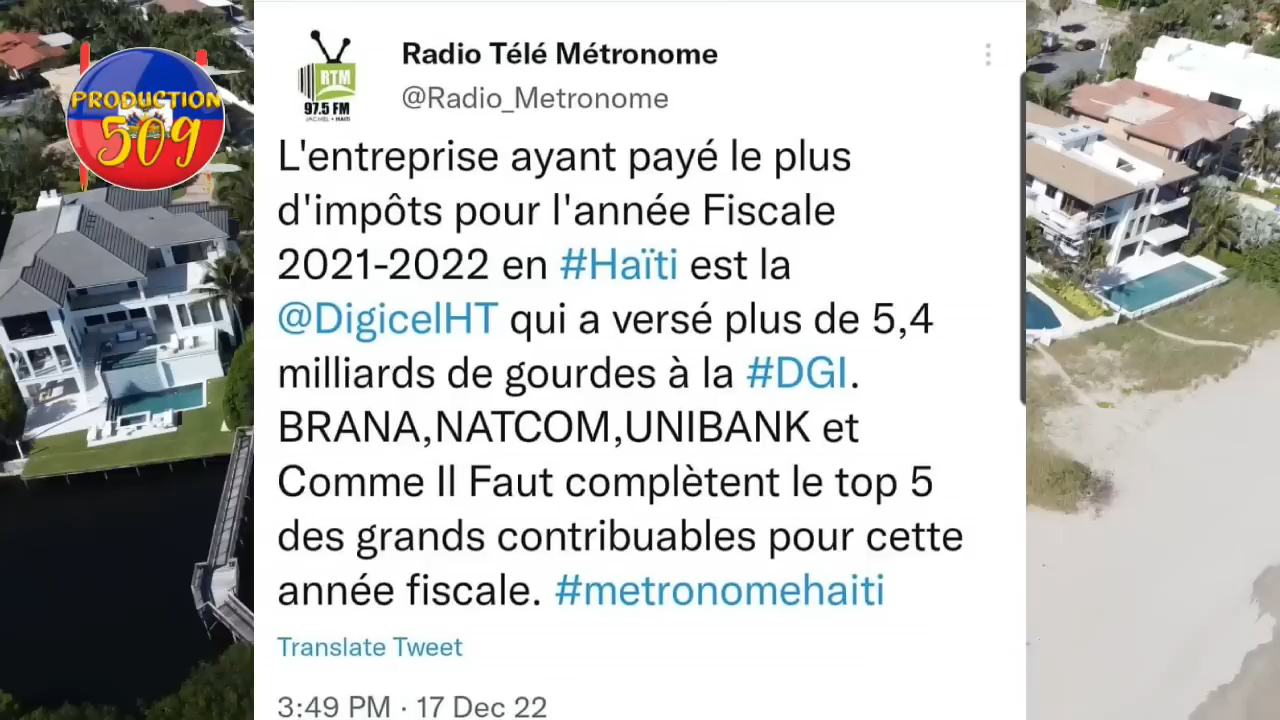 PRODUCTION
509
RTM
97.5 FM
JACMEL • HAITI
Radio Télé Métronome
@Radio_Metronome
L'entreprise ayant payé le plus
d'impôts pour l'année Fiscale
2021-2022 en #Haïti est la
@DigicelHT qui a versé plus de 5,4
milliards de gourdes à la #DGI.
BRANA,NATCOM,UNIBANK et
Comme Il Faut complètent le top 5
des grands contribuables pour cette
année fiscale. #metronomehaiti
Translate Tweet
3:49 PM · 17 Dec 22